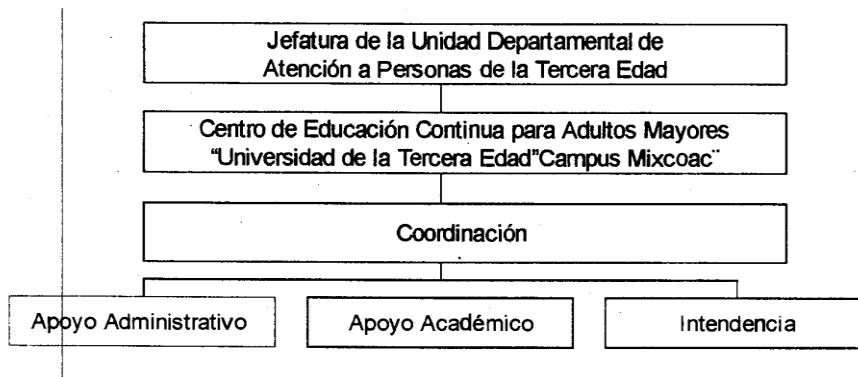 Jefatura de la Unidad Departamental de
Atención a Personas de la Tercera Edad
Centro de Educación Continua para Adultos Mayores
“Universidad de la Tercera Edad”Campus Mixcoac¨
Coordinación
Apoyo Administrativo
Apoyo Académico
Intendencia